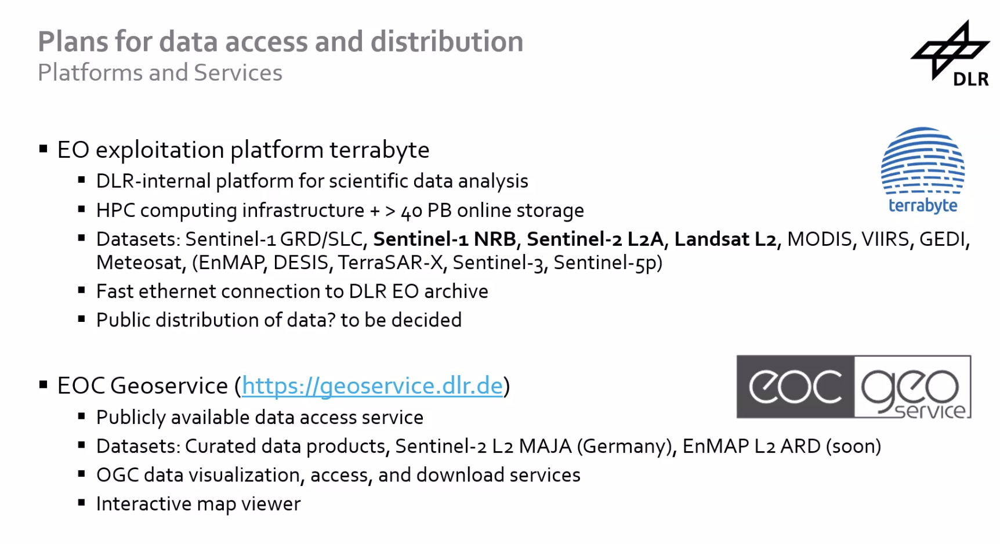 Plans for data access and distribution
Platforms and Services
DLR
▪ EO exploitation platform terrabyte
▪ DLR-internal platform for scientific data analysis
▪ HPC computing infrastructure + > 40 PB online storage
▪ Datasets: Sentinel-1 GRD/SLC, Sentinel-1 NRB, Sentinel-2 L2A, Landsat L2, MODIS, VIIRS, GEDI,
Meteosat, (EnMAP, DESIS, TerraSAR-X, Sentinel-3, Sentinel-5p)
▪ Fast ethernet connection to DLR EO archive
▪ Public distribution of data? to be decided
terrabyte
▪ EOC Geoservice (https://geoservice.dlr.de)
▪ Publicly available data access service
▪ Datasets: Curated data products, Sentinel-2 L2 MAJA (Germany), EnMAP L2 ARD (soon)
▪ OGC data visualization, access, and download services
▪ Interactive map viewer
eoc geo
service